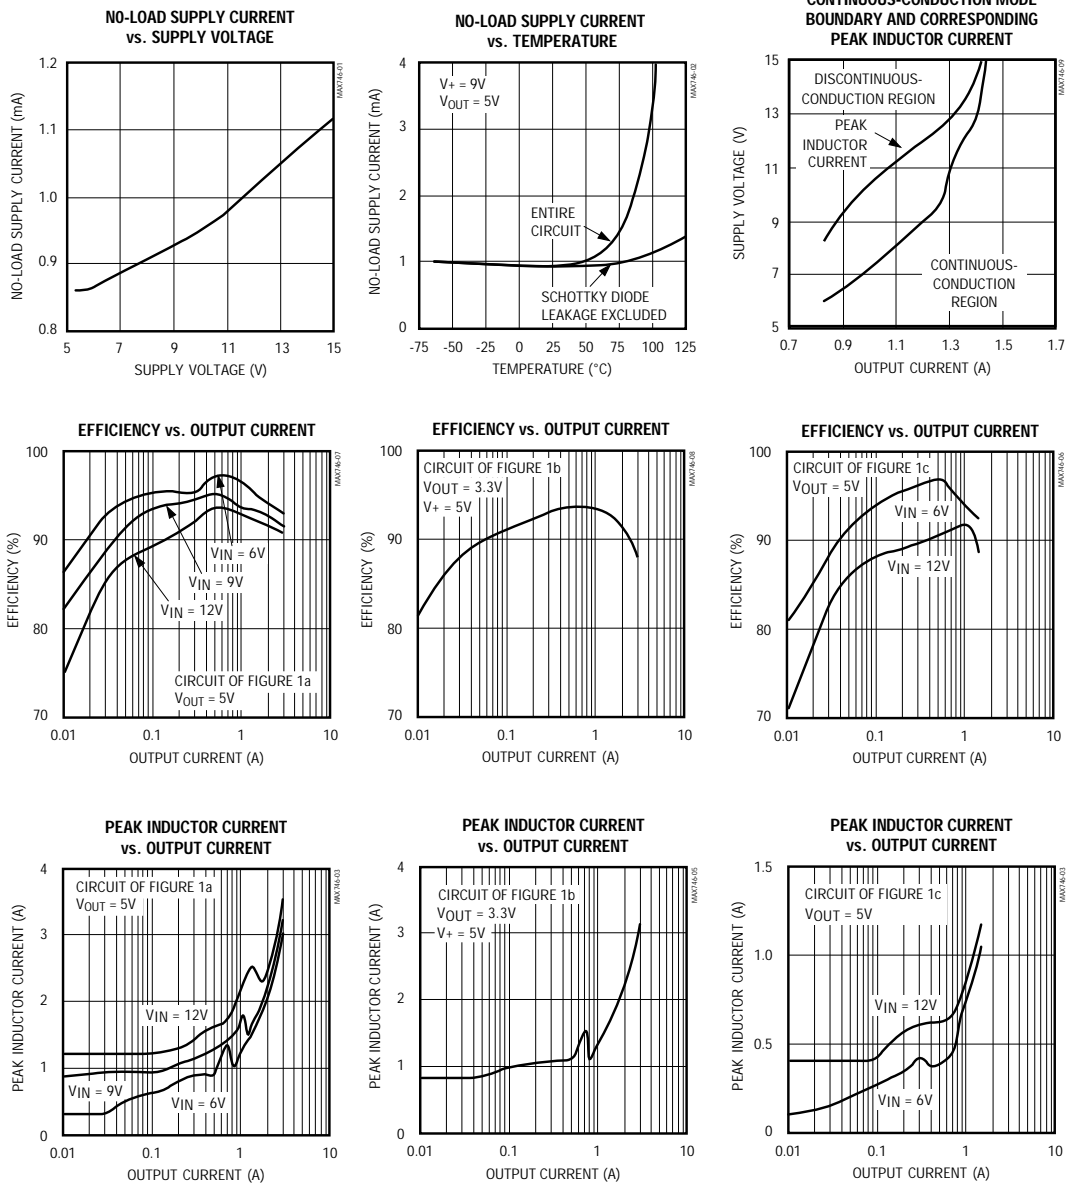 NO-LOAD SUPPLY CURRENT
vs. SUPPLY VOLTAGE
NO-LOAD SUPPLY CURRENT (mA)
1.2
1.1
1.0
0.9
0.8
5 7 9 11 13 15
SUPPLY VOLTAGE (V)
MAX746-01
NO-LOAD SUPPLY CURRENT
vs. TEMPERATURE
NO-LOAD SUPPLY CURRENT (mA)
4
3
2
1
0
V+ = 9V
VOUT = 5V
ENTIRE
CIRCUIT
SCHOTTKY DIODE
LEAKAGE EXCLUDED
-75 -50 -25 0 25 50 75 100 125
TEMPERATURE (°C)
MAX746-02
CONTINUOUS-CONDUCTION MODE
BOUNDARY AND CORRESPONDING
PEAK INDUCTOR CURRENT
SUPPLY VOLTAGE (V)
15
13
11
9
7
5
DISCONTINUOUS-
CONDUCTION REGION
PEAK
INDUCTOR
CURRENT
CONTINUOUS-
CONDUCTION
REGION
0.7 0.9 1.1 1.3 1.5 1.7
OUTPUT CURRENT (A)
MAX746-09
EFFICIENCY vs. OUTPUT CURRENT
EFFICIENCY (%)
100
90
80
70
VIN = 6V
VIN = 9V
VIN = 12V
CIRCUIT OF FIGURE 1a
VOUT = 5V
0.01 0.1 1 10
OUTPUT CURRENT (A)
MAX746-07
EFFICIENCY vs. OUTPUT CURRENT
EFFICIENCY (%)
100
90
80
70
CIRCUIT OF FIGURE 1b
VOUT = 3.3V
V+ = 5V
0.01 0.1 1 10
OUTPUT CURRENT (A)
MAX746-08
EFFICIENCY vs. OUTPUT CURRENT
EFFICIENCY (%)
100
90
80
70
CIRCUIT OF FIGURE 1c
VOUT = 5V
VIN = 6V
VIN = 12V
0.01 0.1 1 10
OUTPUT CURRENT (A)
MAX746-06
PEAK INDUCTOR CURRENT
vs. OUTPUT CURRENT
PEAK INDUCTOR CURRENT (A)
4
3
2
1
0
CIRCUIT OF FIGURE 1a
VOUT = 5V
VIN = 12V
VIN = 9V
VIN = 6V
0.01 0.1 1 10
OUTPUT CURRENT (A)
MAX746-03
PEAK INDUCTOR CURRENT
vs. OUTPUT CURRENT
PEAK INDUCTOR CURRENT (A)
4
3
2
1
0
CIRCUIT OF FIGURE 1b
VOUT = 3.3V
V+ = 5V
0.01 0.1 1 10
OUTPUT CURRENT (A)
MAX746-05
PEAK INDUCTOR CURRENT
vs. OUTPUT CURRENT
PEAK INDUCTOR CURRENT (A)
1.5
1.0
0.5
0
CIRCUIT OF FIGURE 1c
VOUT = 5V
VIN = 12V
VIN = 6V
0.01 0.1 1 10
OUTPUT CURRENT (A)
MAX746-03